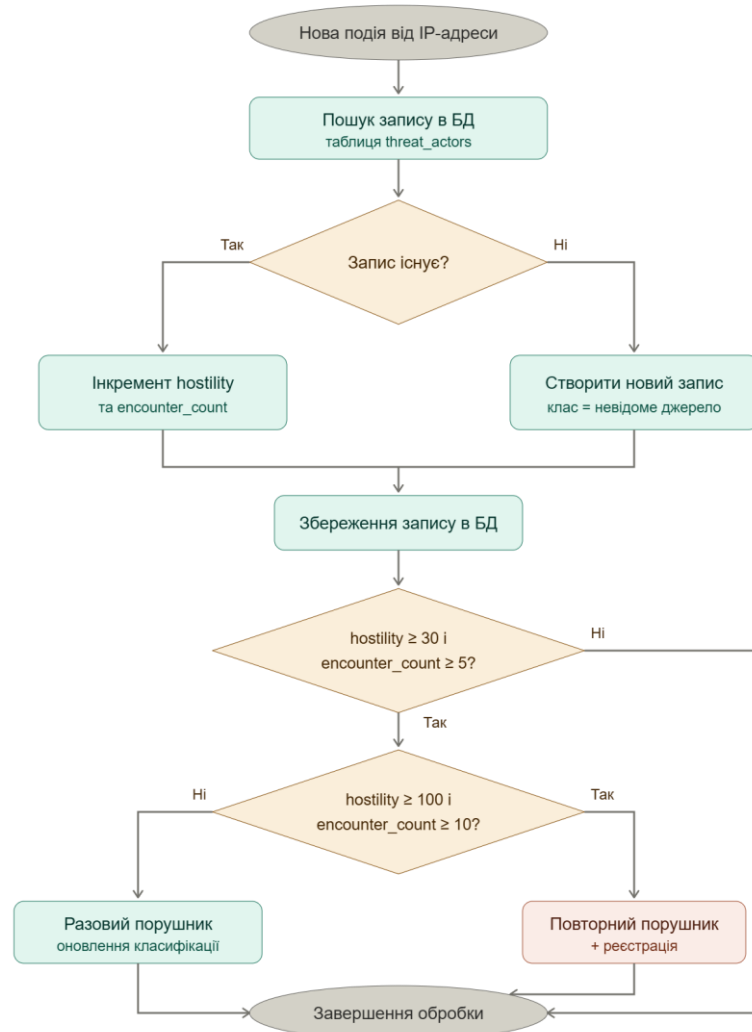 Нова подія від IP-адреси
Пошук запису в БД
таблиця threat_actors
Так
Ні
Запис існує?
Інкремент hostility
та encounter_count
Створити новий запис
клас = невідоме джерело
Збереження запису в БД
hostility ≥ 30 і
encounter_count ≥ 5?
Ні
Так
Ні
hostility ≥ 100 і
encounter_count ≥ 10?
Так
Разовий порушник
оновлення класифікації
Повторний порушник
+ реєстрація
Завершення обробки